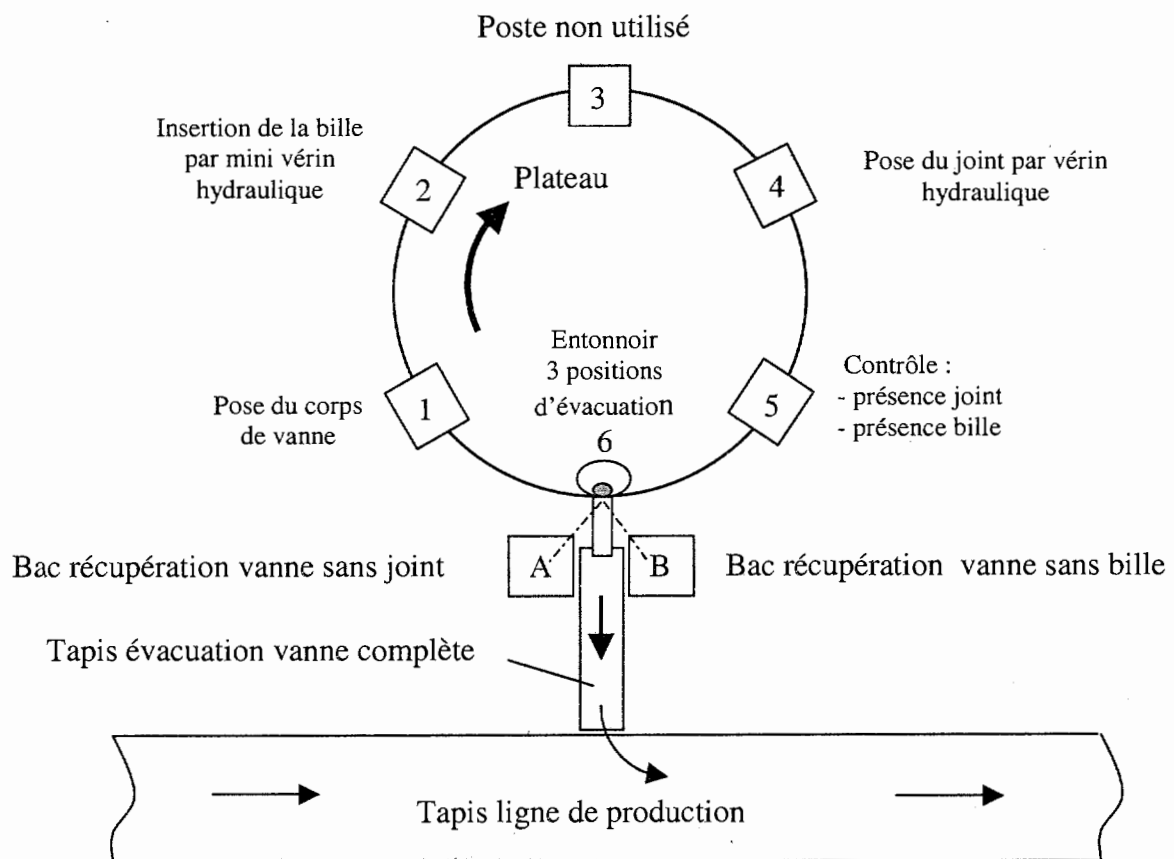 Poste non utilisé
3
Insertion de la bille
par mini vérin
hydraulique
2
Plateau
4
Pose du joint par vérin
hydraulique
Pose du corps
de vanne
1
Entonnoir
3 positions
d'évacuation
6
5
Contrôle :
- présence joint
- présence bille
Bac récupération vanne sans joint
A
B
Bac récupération vanne sans bille
Tapis évacuation vanne complète
Tapis ligne de production